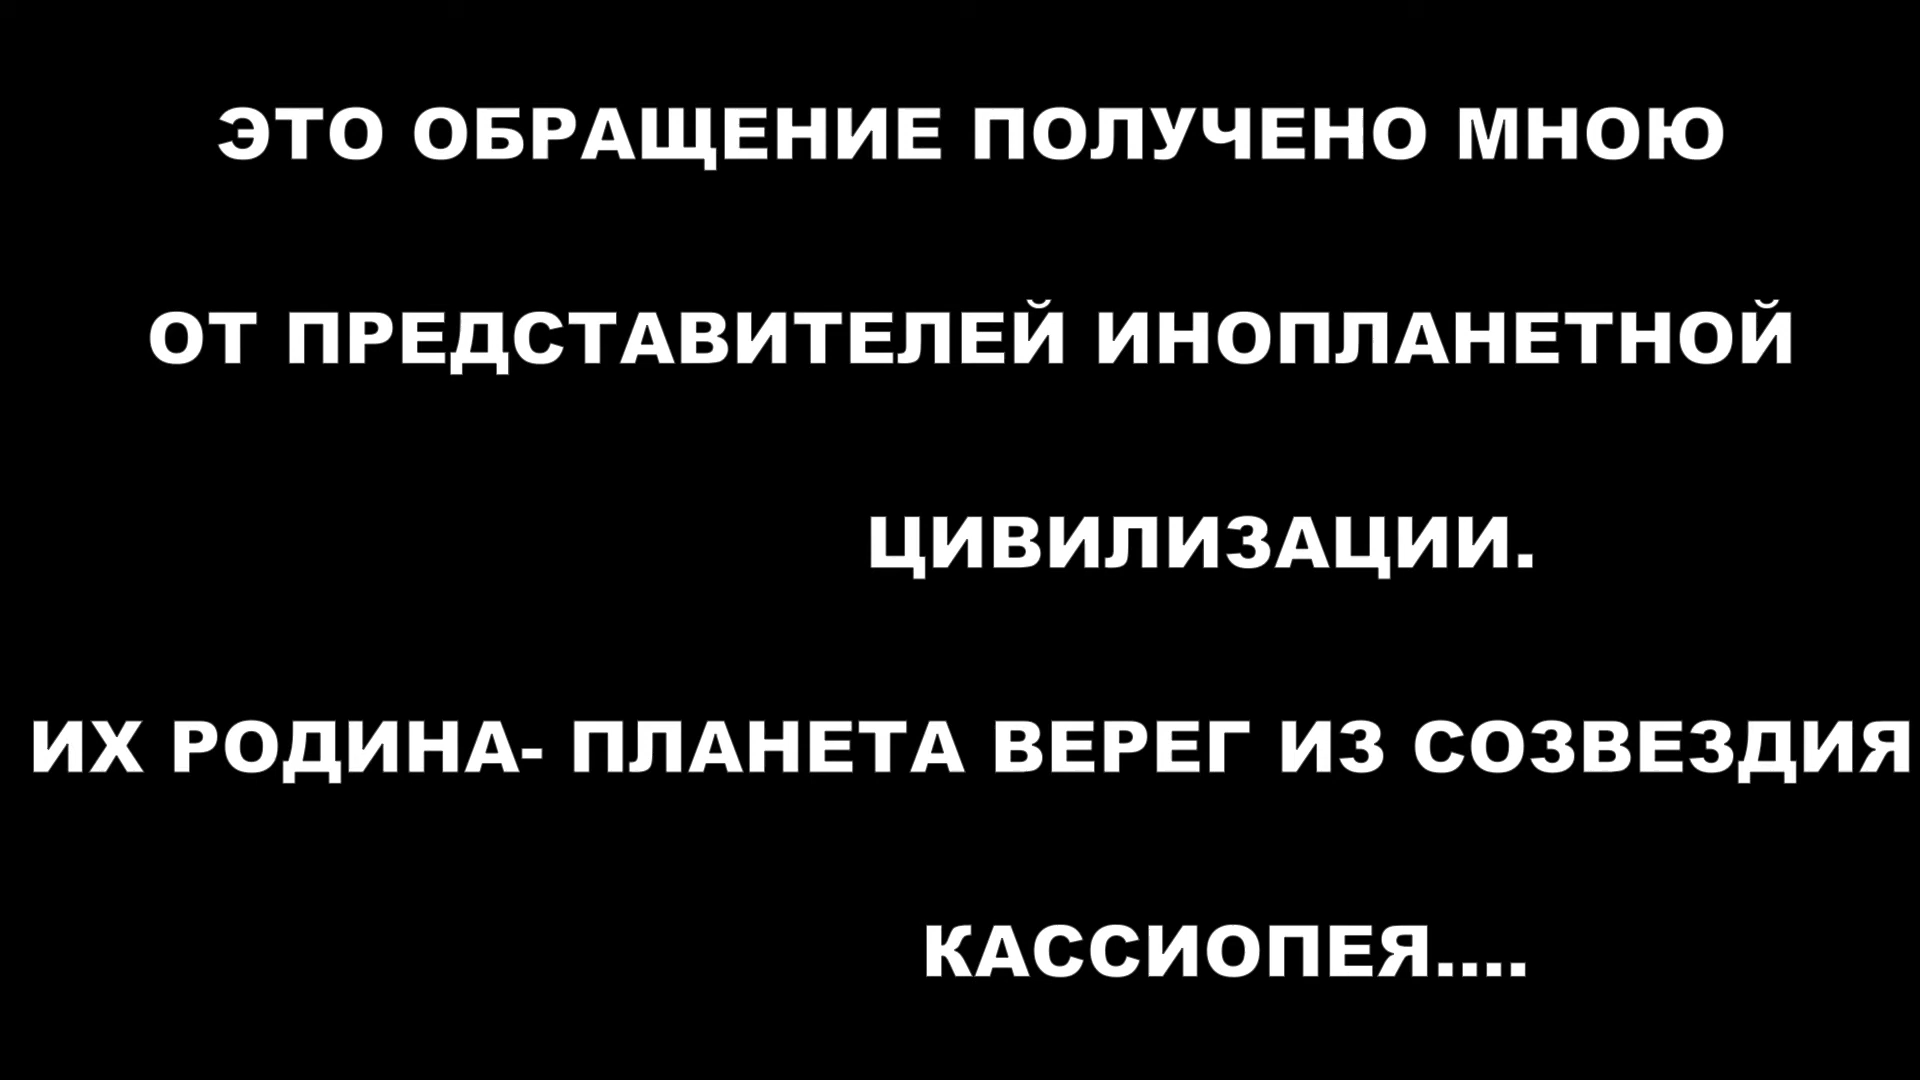 ЭТО ОБРАЩЕНИЕ ПОЛУЧЕНО МНОЮ
ОТ ПРЕДСТАВИТЕЛЕЙ ИНОПЛАНЕТНОЙ
ЦИВИЛИЗАЦИИ.
ИХ РОДИНА- ПЛАНЕТА ВЕРЕГ ИЗ СОЗВЕЗДИЯ
КАССИОПЕЯ....